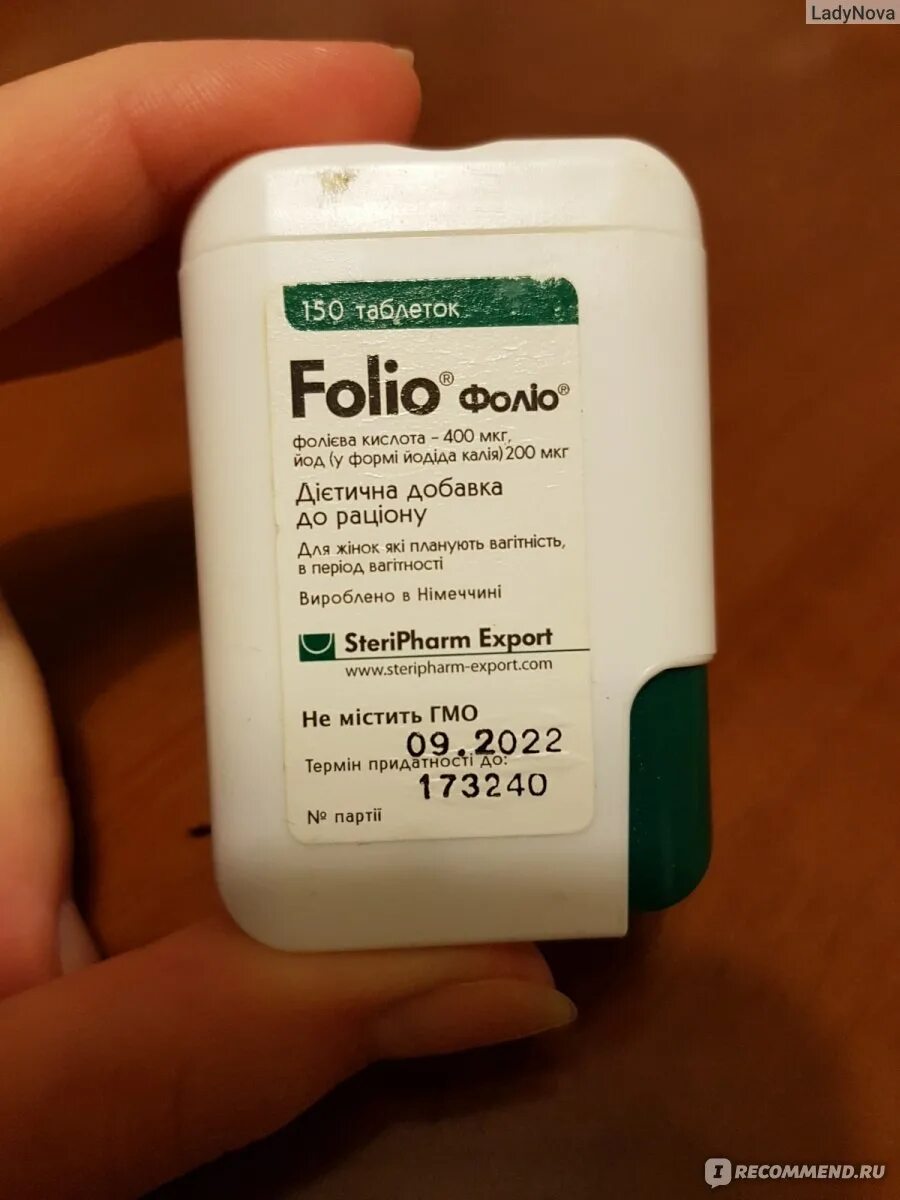 LadyNova
150 таблеток
Folio® Фоліо®
фолієва кислота – 400 мкг,
йод (у формі йодіда калія) 200 мкг
Дієтична добавка
до раціону
Для жінок які планують вагітність,
в період вагітності
Вироблено в Німеччині
SteriPharm Export
www.steripharm-export.com
Не містить ГМО
09.2022
Термін придатності до:
173240
№ партії
IRECOMMEND.RU